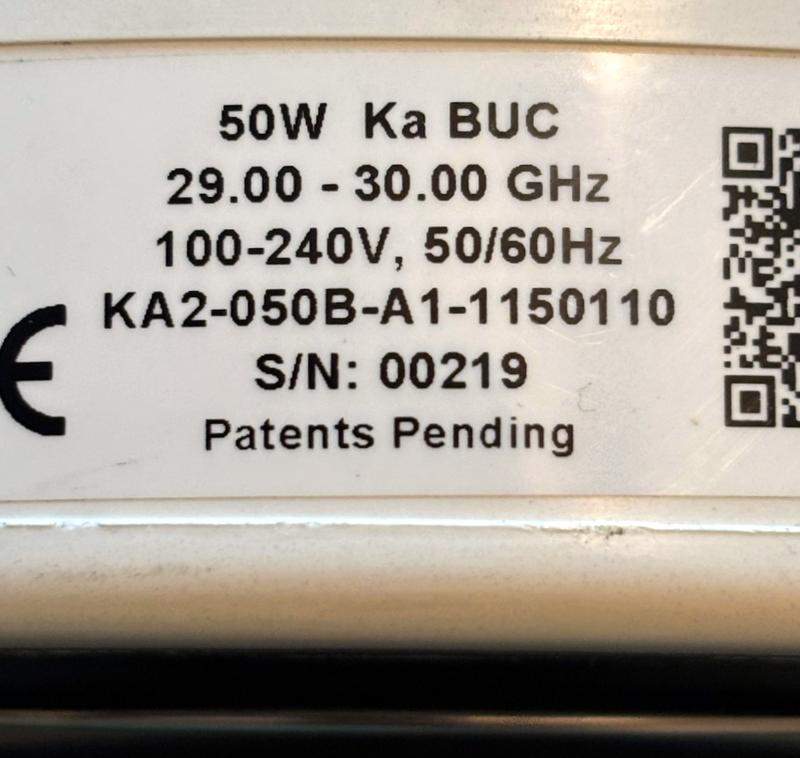 50W Ka BUC
29.00 - 30.00 GHz
100-240V, 50/60Hz
KA2-050B-A1-1150110
S/N: 00219
Patents Pending